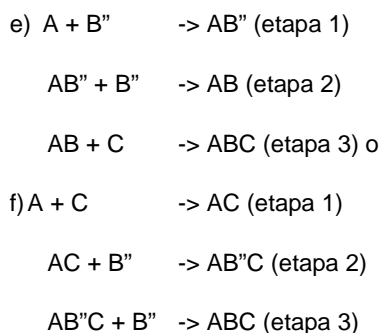 e) A + B” -> AB” (etapa 1)
AB” + B” -> AB (etapa 2)
AB + C -> ABC (etapa 3) o
f) A + C -> AC (etapa 1)
AC + B” -> AB”C (etapa 2)
AB”C + B” -> ABC (etapa 3)